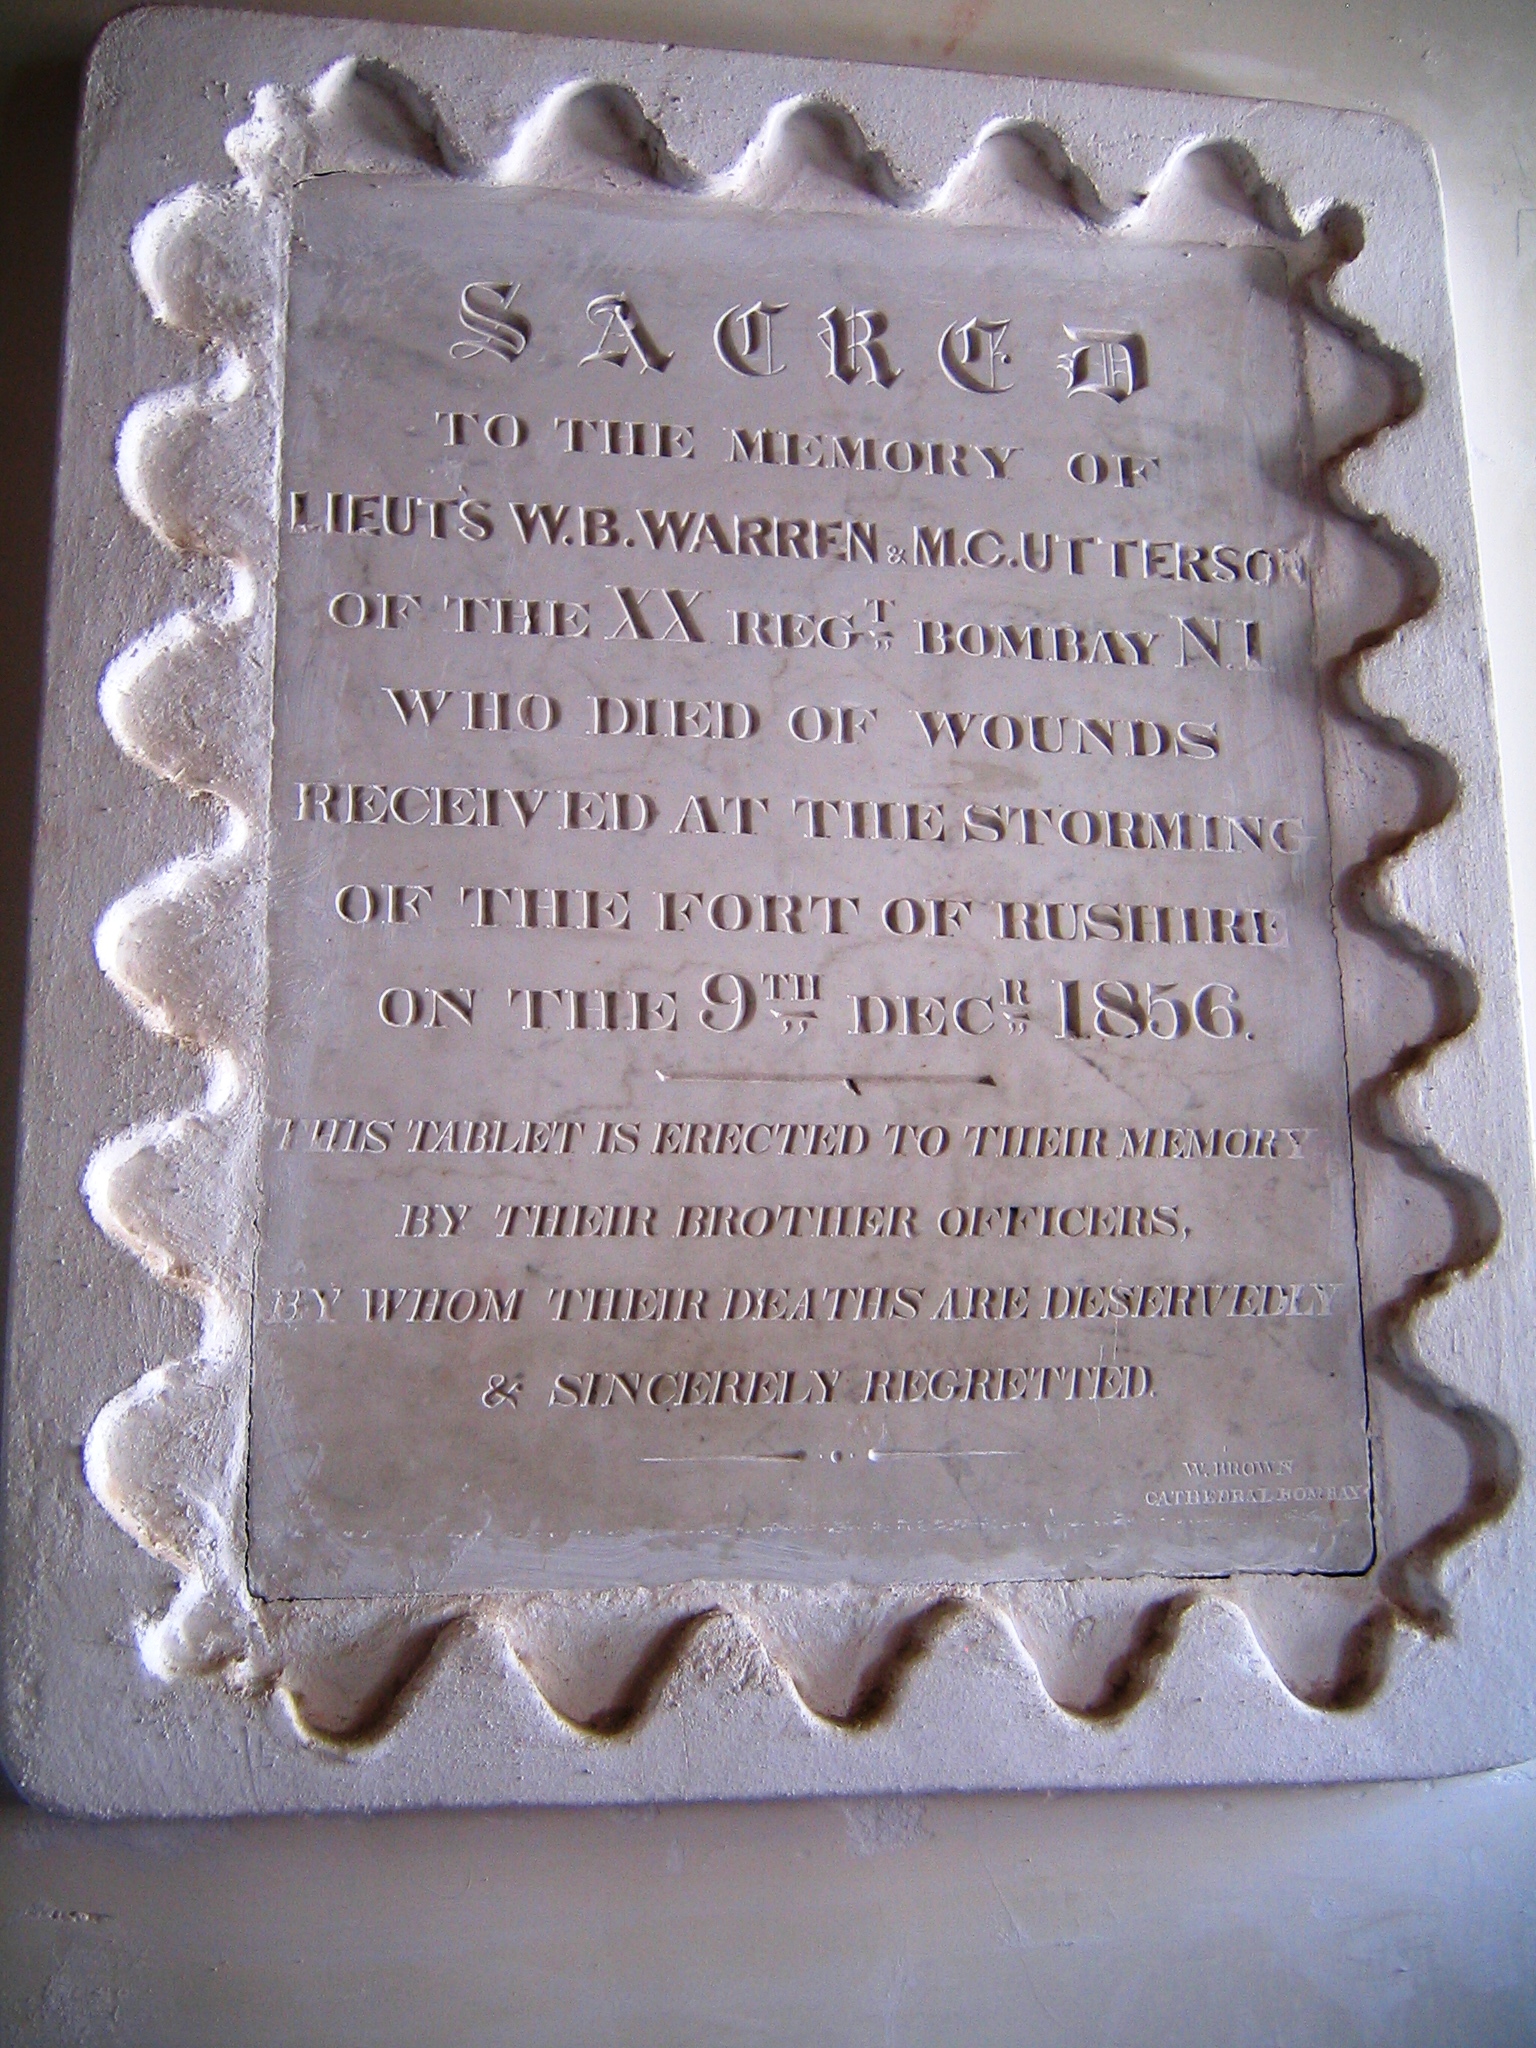 SACRED
TO THE MEMORY OF
LIEUT'S W.B.WARREN & M.C.UTTERSON
OF THE XX REGT BOMBAY N.I.
WHO DIED OF WOUNDS
RECEIVED AT THE STORMING
OF THE FORT OF RUSHIRE
ON THE 9TH DECR 1856.
THIS TABLET IS ERECTED TO THEIR MEMORY
BY THEIR BROTHER OFFICERS,
BY WHOM THEIR DEATHS ARE DESERVEDLY
& SINCERELY REGRETTED.
W. BROWN
CATHEDRAL BOMBAY